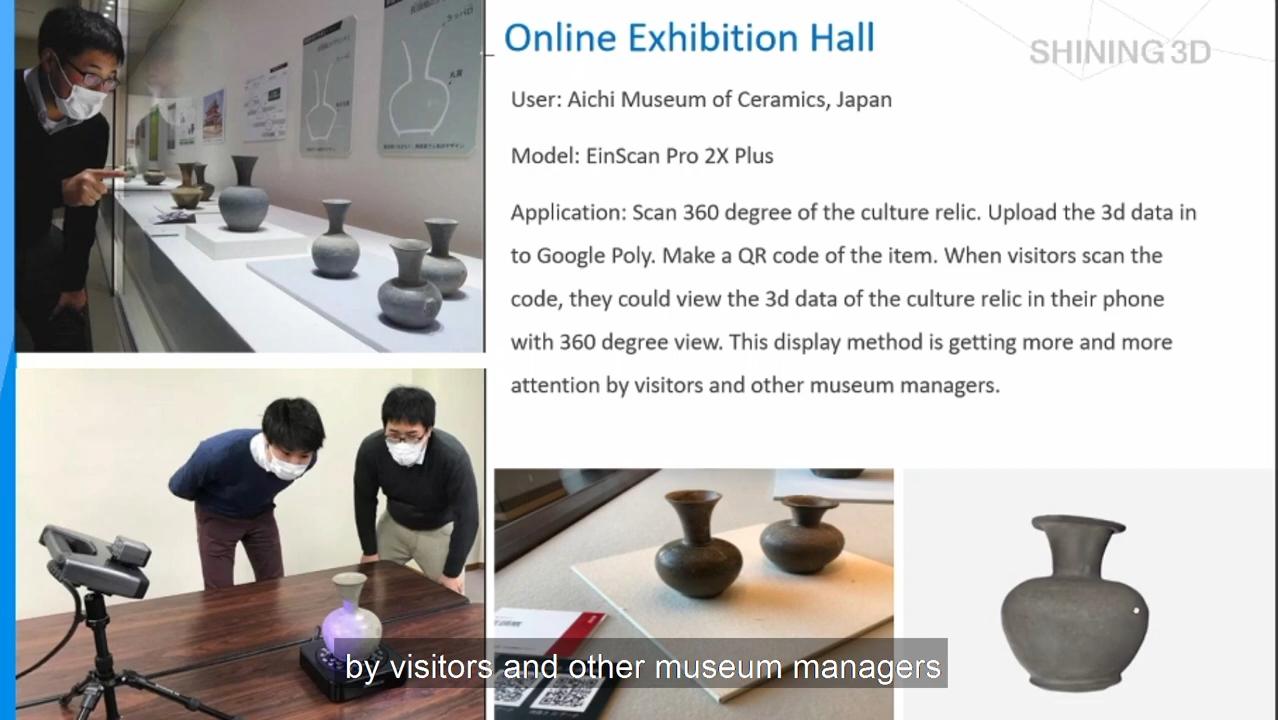 Online Exhibition Hall
SHINING 3D
User: Aichi Museum of Ceramics, Japan
Model: EinScan Pro 2X Plus
Application: Scan 360 degree of the culture relic. Upload the 3d data in
to Google Poly. Make a QR code of the item. When visitors scan the
code, they could view the 3d data of the culture relic in their phone
with 360 degree view. This display method is getting more and more
attention by visitors and other museum managers.
by visitors and other museum managers